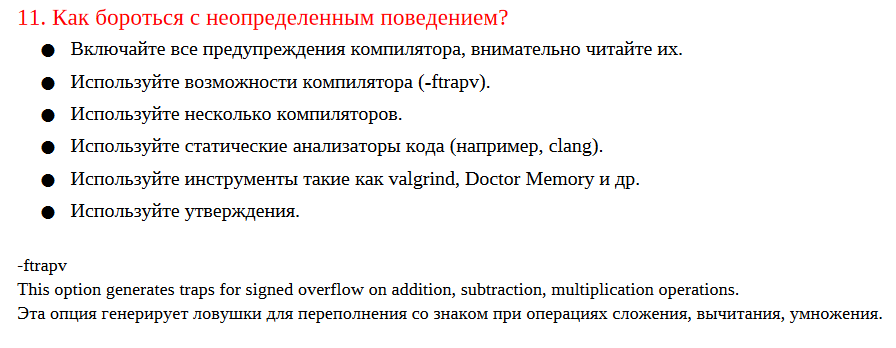 11. Как бороться с неопределенным поведением?
● Включайте все предупреждения компилятора, внимательно читайте их.
● Используйте возможности компилятора (-ftrapv).
● Используйте несколько компиляторов.
● Используйте статические анализаторы кода (например, clang).
● Используйте инструменты такие как valgrind, Doctor Memory и др.
● Используйте утверждения.
-ftrapv
This option generates traps for signed overflow on addition, subtraction, multiplication operations.
Эта опция генерирует ловушки для переполнения со знаком при операциях сложения, вычитания, умножения.